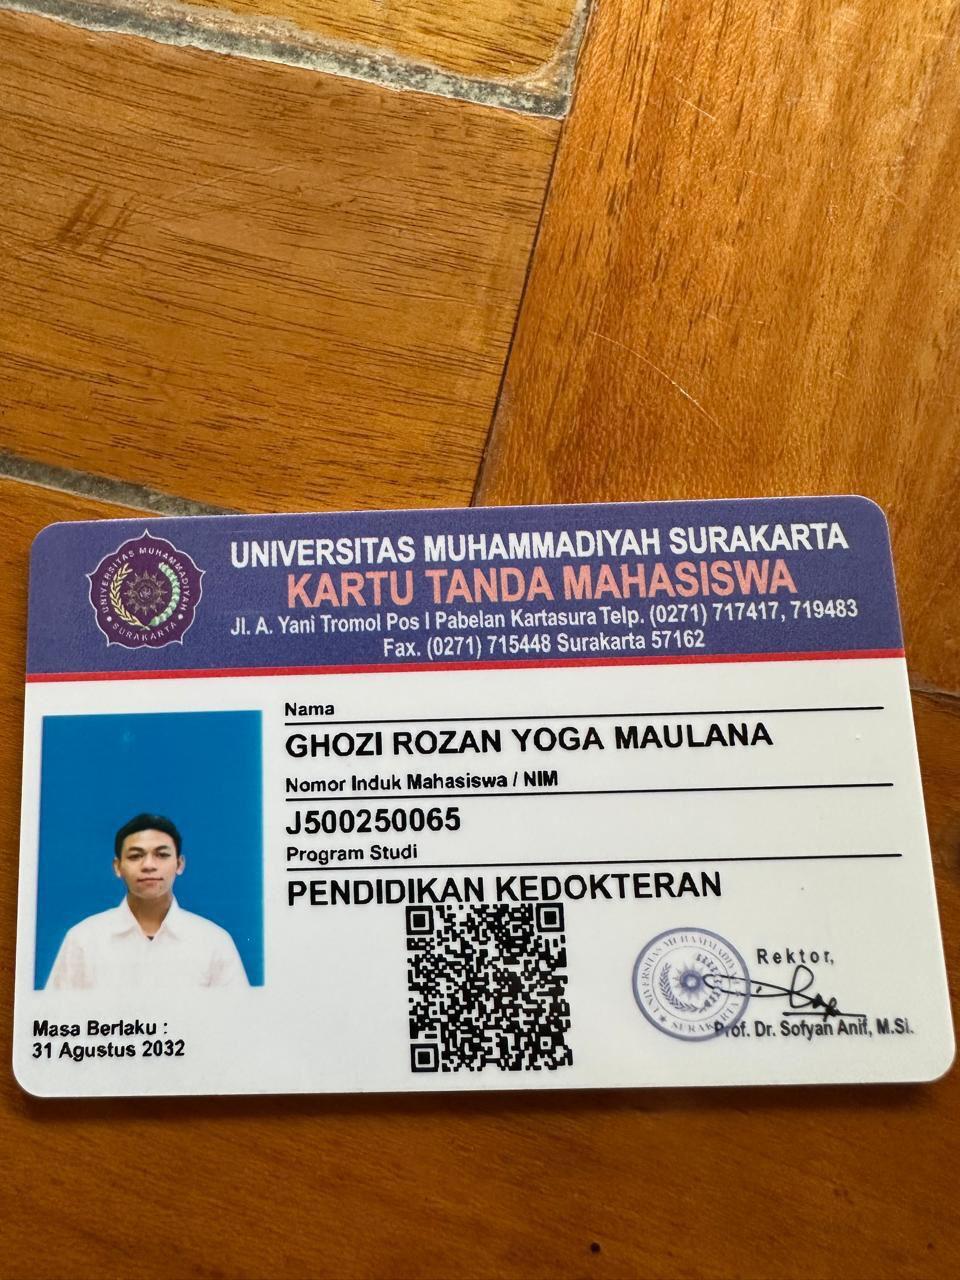 UNIVERSITAS MUHAMMADIYAH SURAKARTA
KARTU TANDA MAHASISWA
Jl. A. Yani Tromol Pos I Pabelan Kartasura Telp. (0271) 717417, 719483
Fax. (0271) 715448 Surakarta 57162
UNIVERSITAS MUHAMMADIYAH
SURAKARTA
Nama
GHOZI ROZAN YOGA MAULANA
Nomor Induk Mahasiswa / NIM
J500250065
Program Studi
PENDIDIKAN KEDOKTERAN
Masa Berlaku :
31 Agustus 2032
UNIVERSITAS MUHAMMADIYAH
SURAKARTA
Rektor,
Prof. Dr. Sofyan Anif, M.Si.